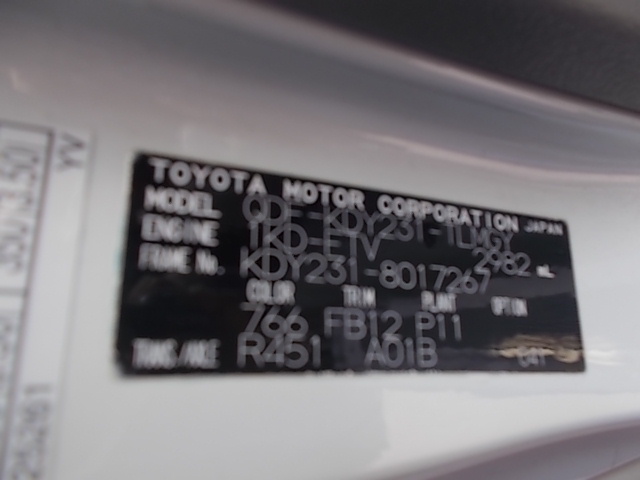 TOYOTA MOTOR CORPORATION JAPAN
MODEL QDF-KDY231-TLMGY
ENGINE 1KD-FTV 2982 mL
FRAME No. KDY231-8017267
COLOR TRIM PLANT OPTION
766 FB12 P11
TRANS/AXLE R451 A01B